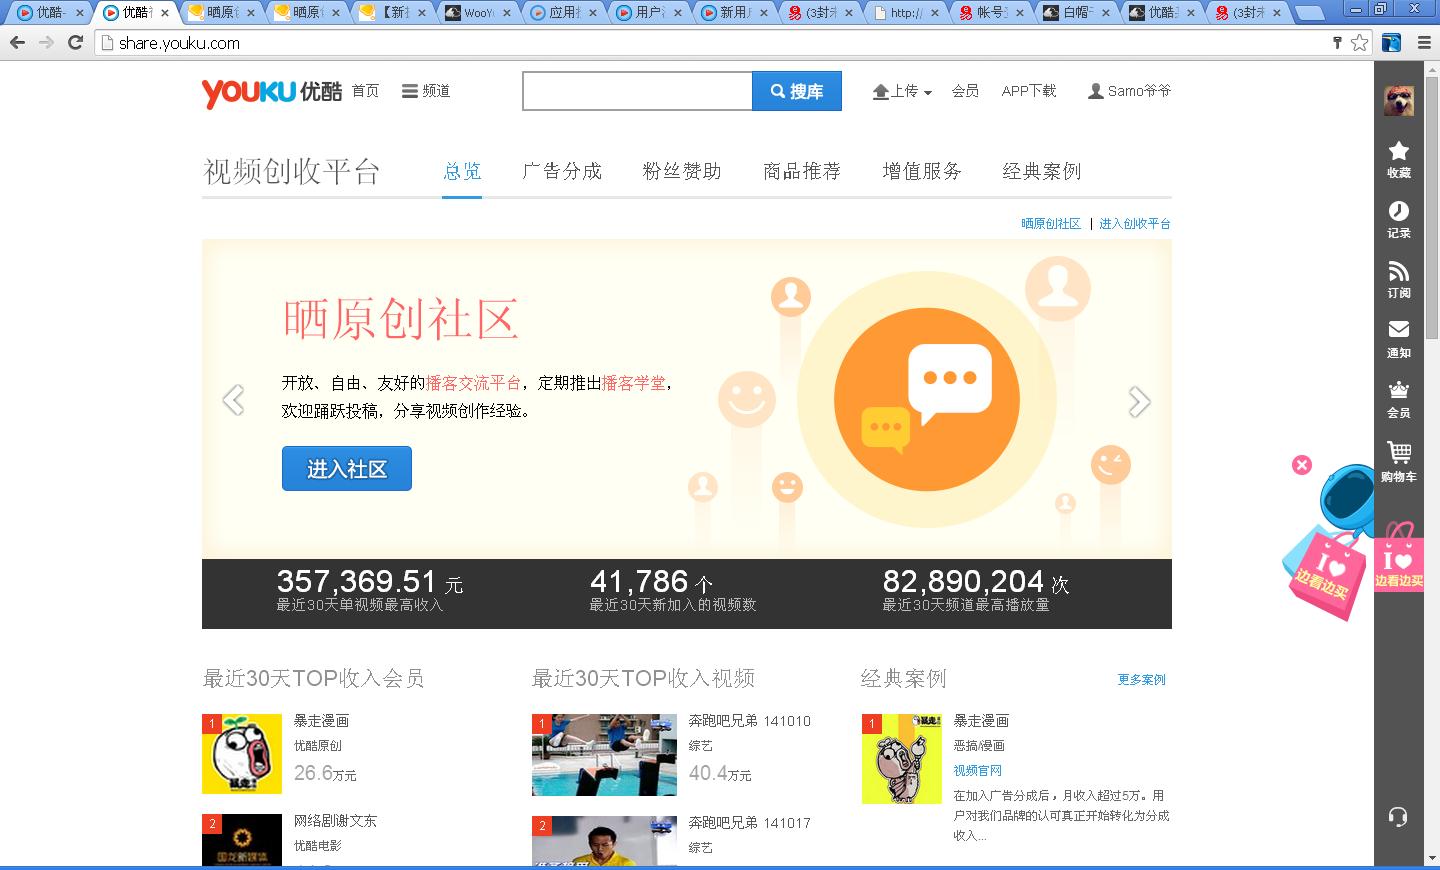 优酷-
优酷
晒原创
晒原创
【新
WooYu
应用
用户
新用
(3封未
http://
帐号
白帽
优酷
(3封未
share.youku.com
YOUKU 优酷 首页 频道 搜库 上传 会员 APP下载 Samo爷爷
视频创收平台 总览 广告分成 粉丝赞助 商品推荐 增值服务 经典案例
晒原创社区 | 进入创收平台
晒原创社区
开放、自由、友好的播客交流平台，定期推出播客学堂，
欢迎踊跃投稿，分享视频创作经验。
进入社区
357,369.51 元
最近30天单视频最高收入
41,786 个
最近30天新加入的视频数
82,890,204 次
最近30天频道最高播放量
最近30天TOP收入会员
1
暴走漫画
优酷原创
26.6万元
2
网络剧谢文东
优酷电影
国龙新媒体
最近30天TOP收入视频
1
奔跑吧兄弟 141010
综艺
40.4万元
2
奔跑吧兄弟 141017
综艺
经典案例
更多案例
1
暴走漫画
恶搞/漫画
视频官网
在加入广告分成后，月收入超过5万。用
户对我们品牌的认可真正开始转化为分成
收入...
收藏
记录
订阅
通知
会员
购物车
I
边看边买
I
边看边买